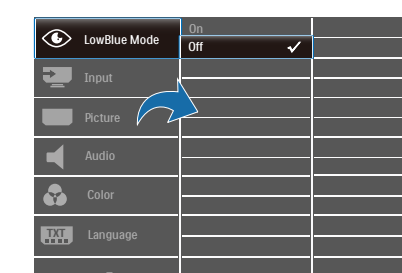 LowBlue Mode
On
Off
Input
Picture
Audio
Color
TXT
Language